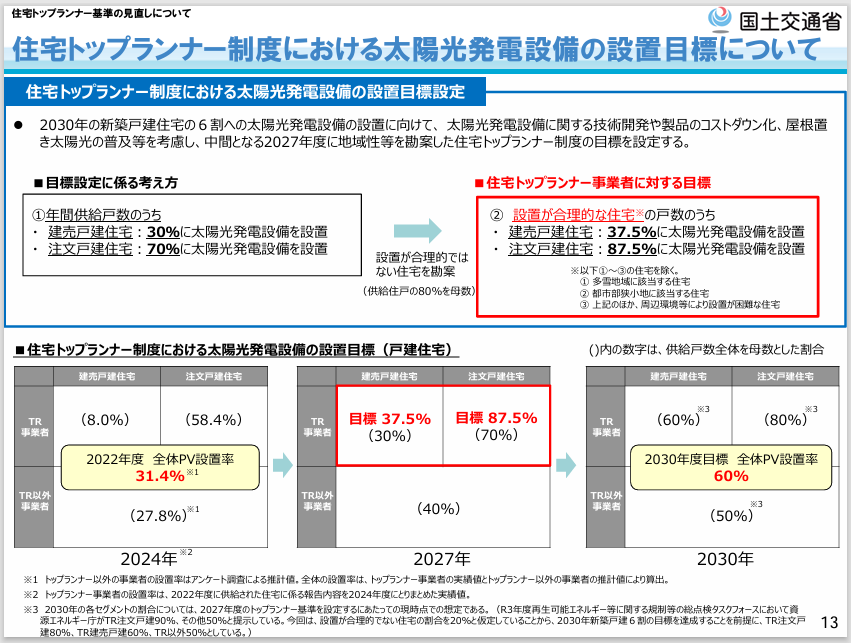 住宅トップランナー基準の見直しについて
国土交通省
住宅トップランナー制度における太陽光発電設備の設置目標について
住宅トップランナー制度における太陽光発電設備の設置目標設定
● 2030年の新築戸建住宅の６割への太陽光発電設備の設置に向けて、太陽光発電設備に関する技術開発や製品のコストダウン化、屋根置
き太陽光の普及等を考慮し、中間となる2027年度に地域性等を勘案した住宅トップランナー制度の目標を設定する。
■目標設定に係る考え方
①年間供給戸数のうち
・ 建売戸建住宅：30%に太陽光発電設備を設置
・ 注文戸建住宅：70%に太陽光発電設備を設置
設置が合理的では
ない住宅を勘案
（供給住戸の80%を母数）
■住宅トップランナー事業者に対する目標
② 設置が合理的な住宅※の戸数のうち
・ 建売戸建住宅：37.5%に太陽光発電設備を設置
・ 注文戸建住宅：87.5%に太陽光発電設備を設置
※以下①～③の住宅を除く。
① 多雪地域に該当する住宅
② 都市部狭小地に該当する住宅
③ 上記のほか、周辺環境等により設置が困難な住宅
■住宅トップランナー制度における太陽光発電設備の設置目標（戸建住宅）
()内の数字は、供給戸数全体を母数とした割合
建売戸建住宅 注文戸建住宅
TR
事業者
（8.0%） （58.4%）
2022年度 全体PV設置率
31.4%※1
TR以外
事業者
（27.8%）※1
2024年※2
建売戸建住宅 注文戸建住宅
TR
事業者
目標 37.5% 目標 87.5%
（30%） （70%）
TR以外
事業者
（40%）
2027年
建売戸建住宅 注文戸建住宅
TR
事業者
（60%）※3 （80%）※3
2030年度目標 全体PV設置率
60%
TR以外
事業者
（50%）※3
2030年
※1 トップランナー以外の事業者の設置率はアンケート調査による推計値。全体の設置率は、トップランナー事業者の実績値とトップランナー以外の事業者の推計値により算出。
※2 トップランナー事業者の設置率は、2022年度に供給された住宅に係る報告内容を2024年度にとりまとめた実績値。
※3 2030年の各セグメントの割合については、2027年度のトップランナー基準を設定するにあたっての現時点での想定である。（R3年度再生可能エネルギー等に関する規制等の総点検タスクフォースにおいて資
源エネルギー庁がTR注文戸建90%、その他50%と提示している。今回は、設置が合理的でない住宅の割合を20%と仮定していることから、2030年新築戸建６割の目標を達成することを前提に、TR注文戸
建80%、TR建売戸建60%、TR以外50%としている。）
13